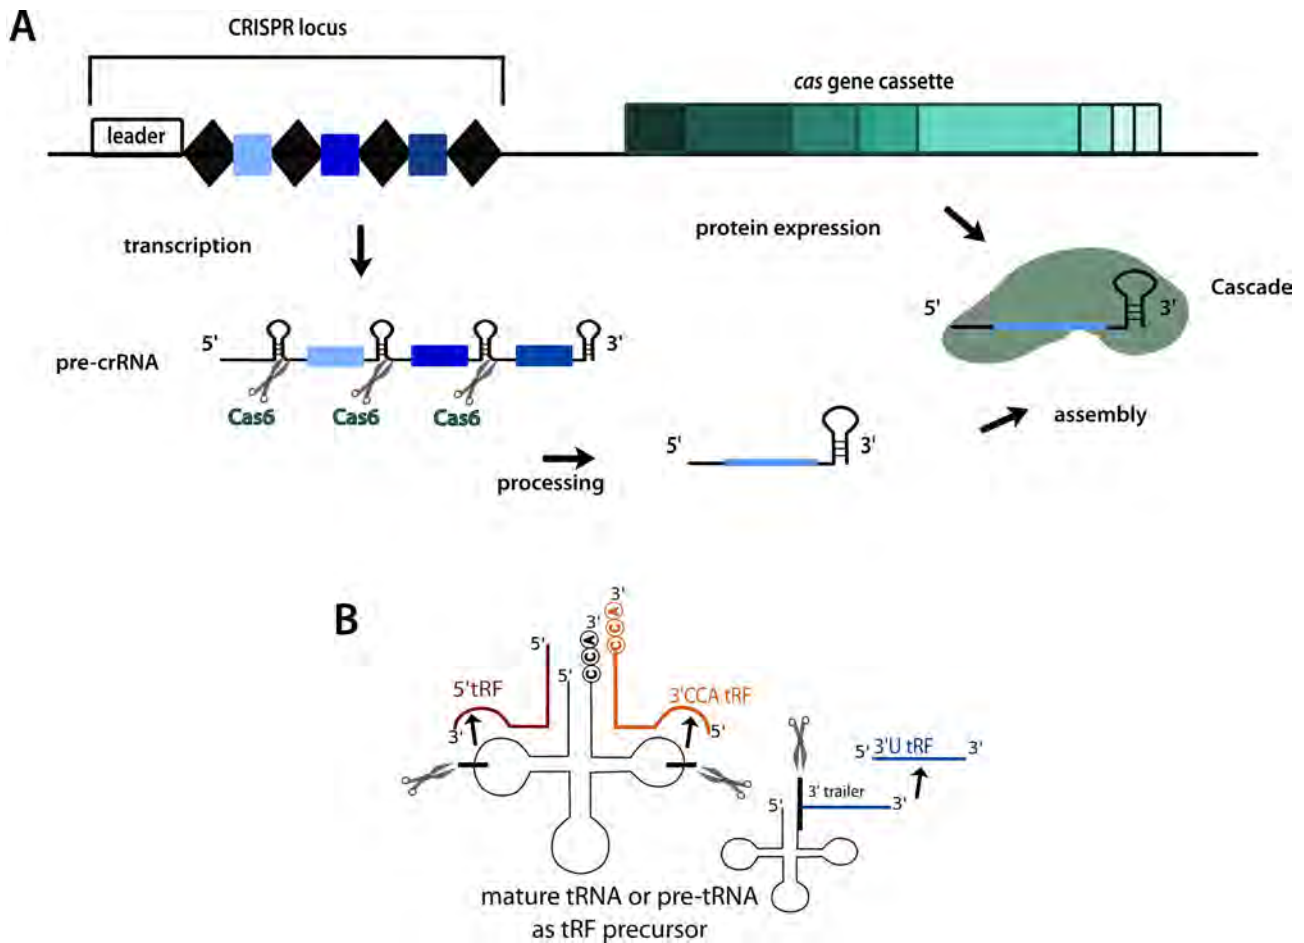 A
CRISPR locus
cas gene cassette
leader
transcription
protein expression
5'
3'
Cascade
5'
3'
pre-crRNA
Cas6
Cas6
Cas6
5'
3'
assembly
processing
B
3'
3'
A
C
C
A
C
C
5'
5'
5'tRF
3'CCA tRF
3'
5'
5'
3'U tRF
3'
5'
3' trailer
3'
mature tRNA or pre-tRNA
as tRF precursor